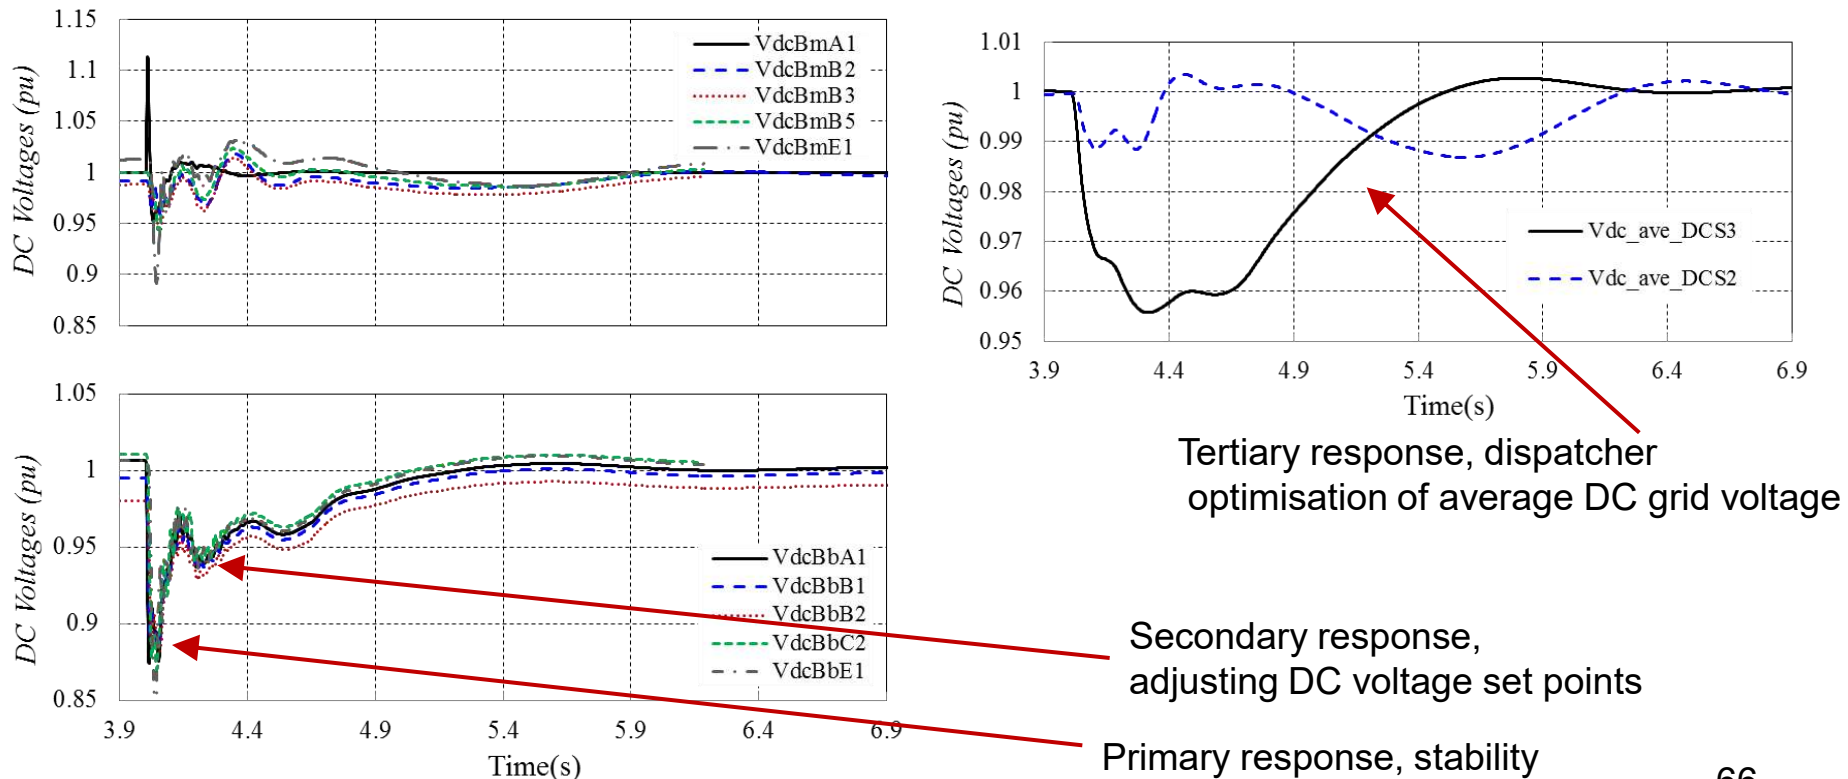 1.15
1.1
1.05
1
0.95
0.9
0.85
DC Voltages (pu)
VdcBmA1
VdcBmB2
VdcBmB3
VdcBmB5
VdcBmE1
1.05
1
0.95
0.9
0.85
DC Voltages (pu)
VdcBbA1
VdcBbB1
VdcBbB2
VdcBbC2
VdcBbE1
3.9 4.4 4.9 5.4 5.9 6.4 6.9
Time(s)
1.01
1
0.99
0.98
0.97
0.96
0.95
DC Voltages (pu)
Vdc_ave_DCS3
Vdc_ave_DCS2
3.9 4.4 4.9 5.4 5.9 6.4 6.9
Time(s)
Tertiary response, dispatcher
optimisation of average DC grid voltage
Secondary response,
adjusting DC voltage set points
Primary response, stability
66